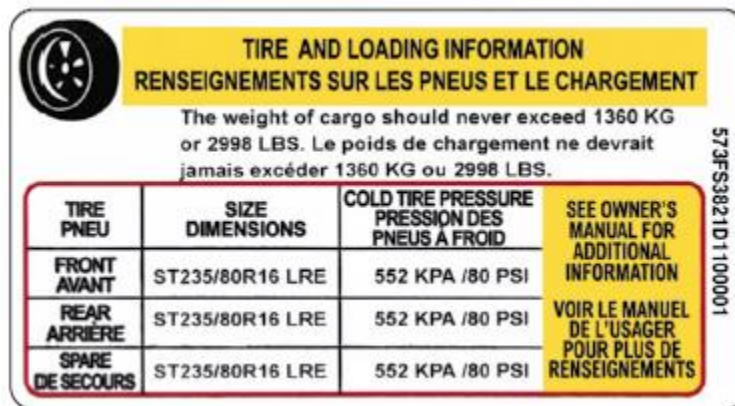 TIRE AND LOADING INFORMATION
RENSEIGNEMENTS SUR LES PNEUS ET LE CHARGEMENT
The weight of cargo should never exceed 1360 KG
or 2998 LBS. Le poids de chargement ne devrait
jamais excéder 1360 KG ou 2998 LBS.
TIRE
PNEU
SIZE
DIMENSIONS
COLD TIRE PRESSURE
PRESSION DES
PNEUS À FROID
FRONT
AVANT
ST235/80R16 LRE
552 KPA /80 PSI
REAR
ARRIÈRE
ST235/80R16 LRE
552 KPA /80 PSI
SPARE
DE SECOURS
ST235/80R16 LRE
552 KPA /80 PSI
SEE OWNER'S
MANUAL FOR
ADDITIONAL
INFORMATION
VOIR LE MANUEL
DE L'USAGER
POUR PLUS DE
RENSEIGNEMENTS
573FS3821D1100001